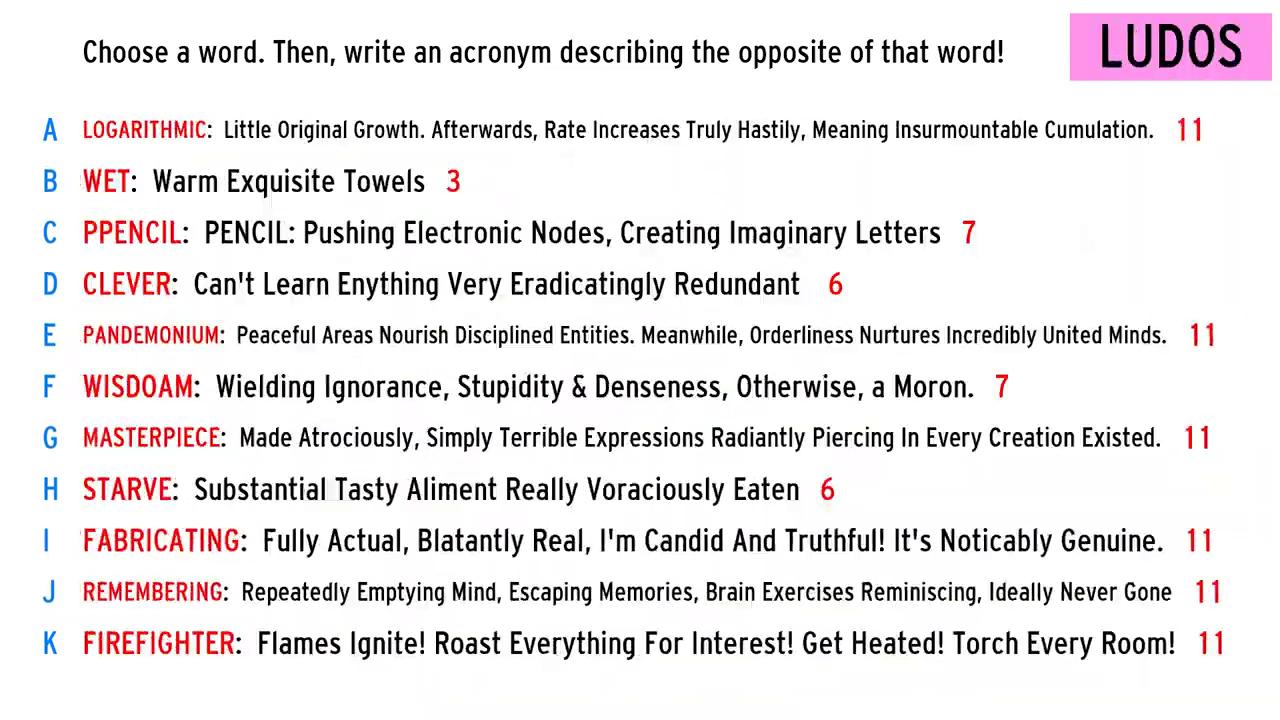 Choose a word. Then, write an acronym describing the opposite of that word!
LUDOS
A LOGARITHMIC: Little Original Growth. Afterwards, Rate Increases Truly Hastily, Meaning Insurmountable Cumulation. 11
B WET: Warm Exquisite Towels 3
C PPENCIL: PENCIL: Pushing Electronic Nodes, Creating Imaginary Letters 7
D CLEVER: Can't Learn Enything Very Eradicatingly Redundant 6
E PANDEMONIUM: Peaceful Areas Nourish Disciplined Entities. Meanwhile, Orderliness Nurtures Incredibly United Minds. 11
F WISDOAM: Wielding Ignorance, Stupidity & Denseness, Otherwise, a Moron. 7
G MASTERPIECE: Made Atrociously, Simply Terrible Expressions Radiantly Piercing In Every Creation Existed. 11
H STARVE: Substantial Tasty Aliment Really Voraciously Eaten 6
I FABRICATING: Fully Actual, Blatantly Real, I'm Candid And Truthful! It's Noticably Genuine. 11
J REMEMBERING: Repeatedly Emptying Mind, Escaping Memories, Brain Exercises Reminiscing, Ideally Never Gone 11
K FIREFIGHTER: Flames Ignite! Roast Everything For Interest! Get Heated! Torch Every Room! 11